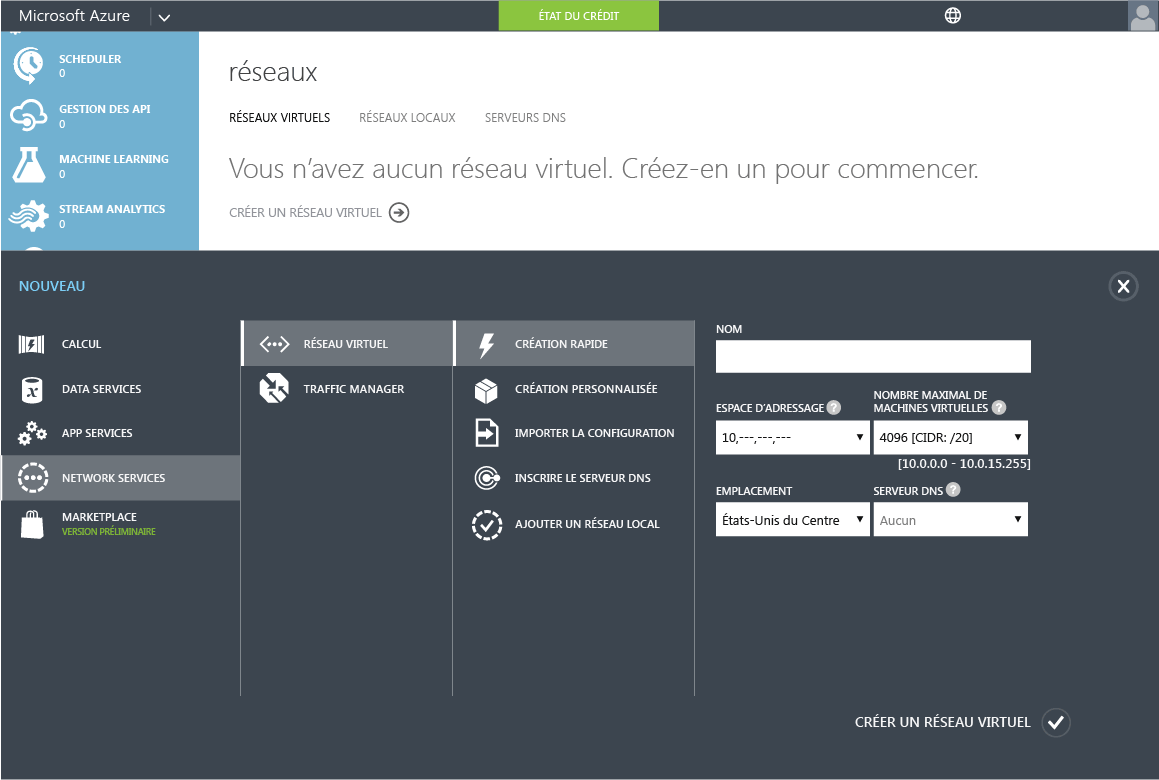 Microsoft Azure
ÉTAT DU CRÉDIT
SCHEDULER
0
GESTION DES API
0
MACHINE LEARNING
0
STREAM ANALYTICS
0
réseaux
RÉSEAUX VIRTUELS RÉSEAUX LOCAUX SERVEURS DNS
Vous n’avez aucun réseau virtuel. Créez-en un pour commencer.
CRÉER UN RÉSEAU VIRTUEL
NOUVEAU
CALCUL
DATA SERVICES
APP SERVICES
NETWORK SERVICES
MARKETPLACE
VERSION PRÉLIMINAIRE
RÉSEAU VIRTUEL
TRAFFIC MANAGER
CRÉATION RAPIDE
CRÉATION PERSONNALISÉE
IMPORTER LA CONFIGURATION
INSCRIRE LE SERVEUR DNS
AJOUTER UN RÉSEAU LOCAL
NOM
ESPACE D’ADRESSAGE ?
10,---,---,---
NOMBRE MAXIMAL DE
MACHINES VIRTUELLES ?
4096 [CIDR: /20]
[10.0.0.0 - 10.0.15.255]
EMPLACEMENT
États-Unis du Centre
SERVEUR DNS ?
Aucun
CRÉER UN RÉSEAU VIRTUEL